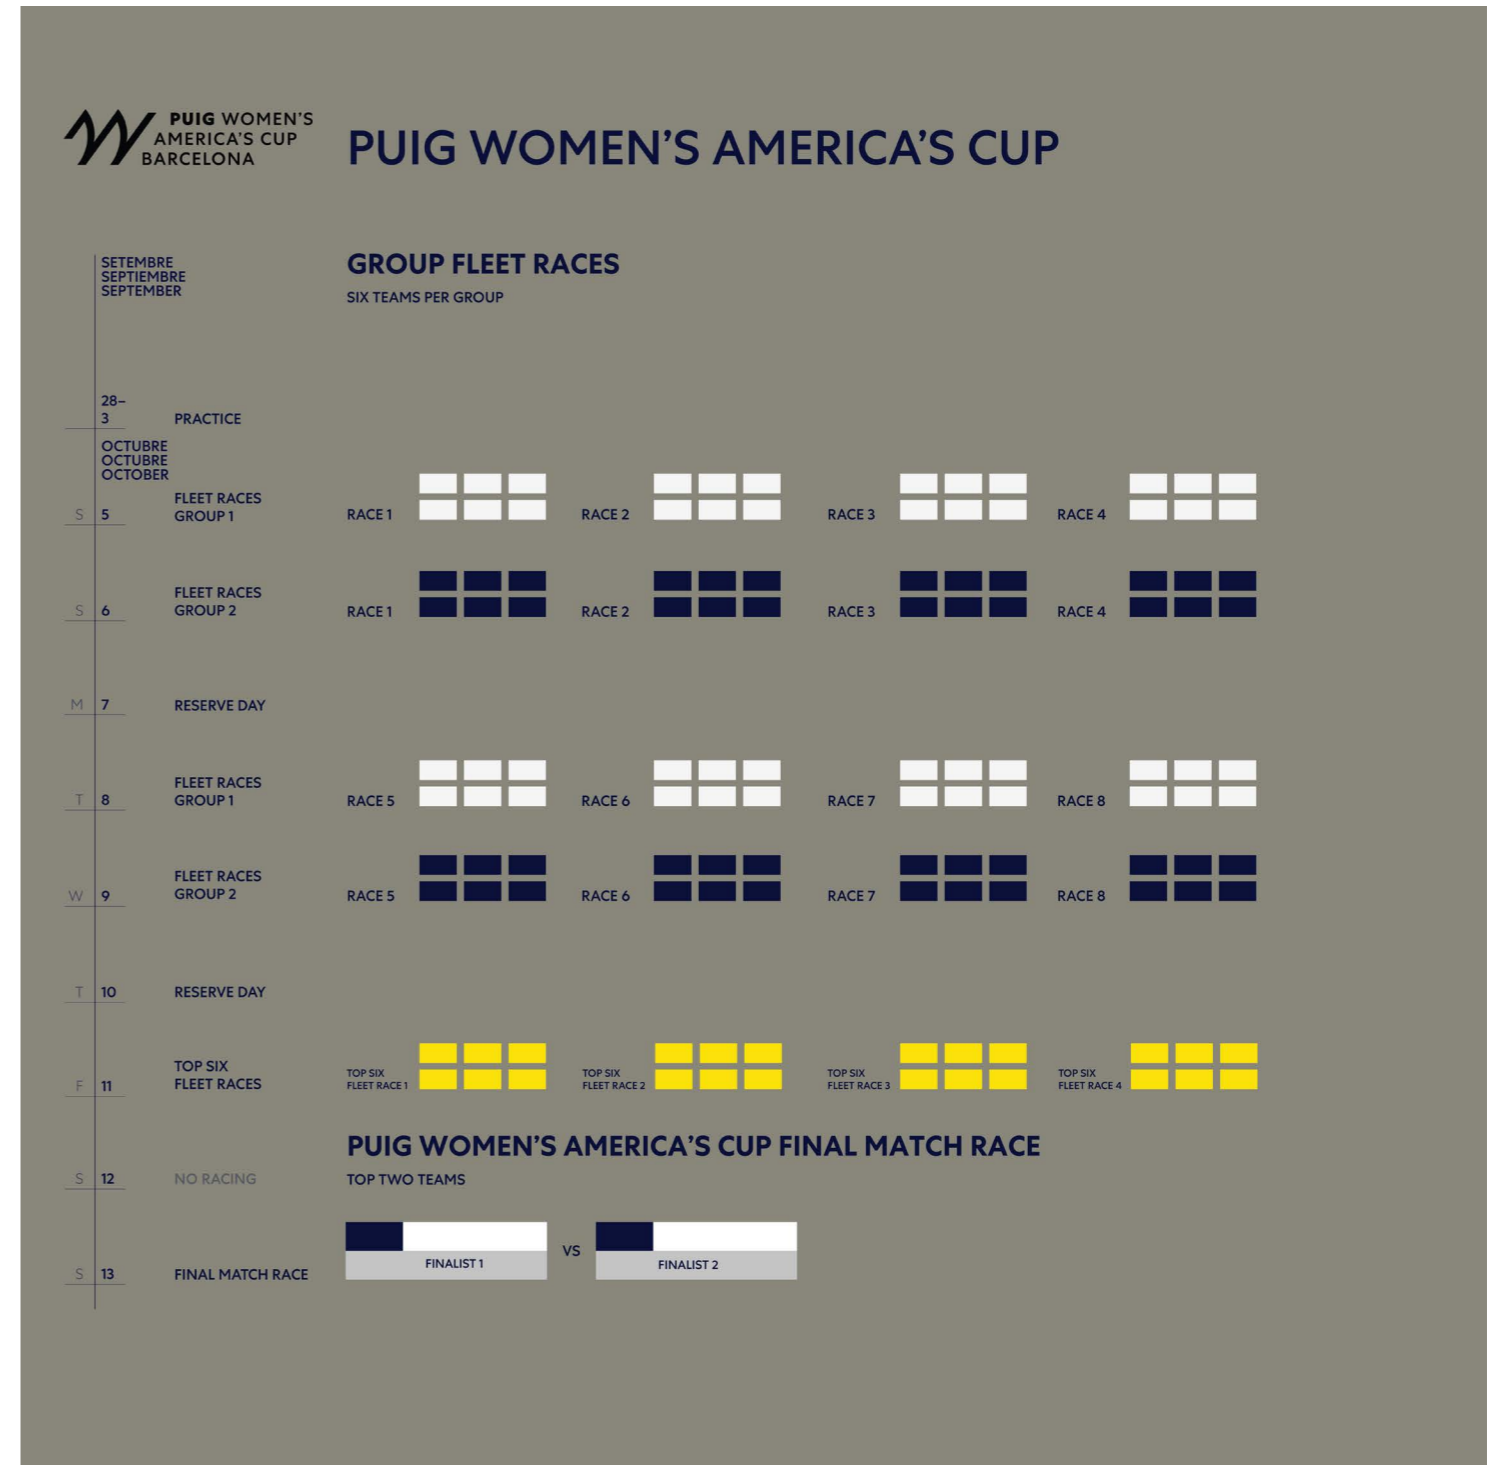 PUIG WOMEN'S
AMERICA'S CUP
BARCELONA
PUIG WOMEN'S AMERICA'S CUP
SETEMBRE
SEPTIEMBRE
SEPTEMBER
GROUP FLEET RACES
SIX TEAMS PER GROUP
28–
3 PRACTICE
OCTUBRE
OCTUBRE
OCTOBER
S 5
FLEET RACES
GROUP 1
RACE 1 RACE 2 RACE 3 RACE 4
S 6
FLEET RACES
GROUP 2
RACE 1 RACE 2 RACE 3 RACE 4
M 7 RESERVE DAY
T 8
FLEET RACES
GROUP 1
RACE 5 RACE 6 RACE 7 RACE 8
W 9
FLEET RACES
GROUP 2
RACE 5 RACE 6 RACE 7 RACE 8
T 10 RESERVE DAY
F 11
TOP SIX
FLEET RACES
TOP SIX
FLEET RACE 1
TOP SIX
FLEET RACE 2
TOP SIX
FLEET RACE 3
TOP SIX
FLEET RACE 4
PUIG WOMEN'S AMERICA'S CUP FINAL MATCH RACE
S 12 NO RACING
TOP TWO TEAMS
S 13 FINAL MATCH RACE
FINALIST 1 VS FINALIST 2